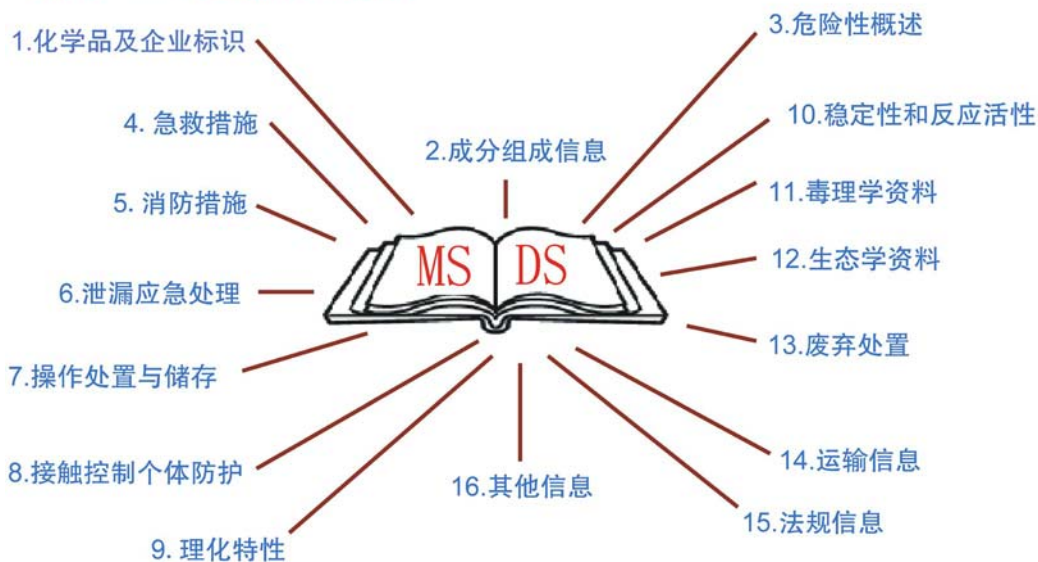 1.化学品及企业标识
3.危险性概述
4. 急救措施
10.稳定性和反应活性
2.成分组成信息
5. 消防措施
11.毒理学资料
MS DS
12.生态学资料
6.泄漏应急处理
13.废弃处置
7.操作处置与储存
8.接触控制个体防护
14.运输信息
16.其他信息
15.法规信息
9. 理化特性